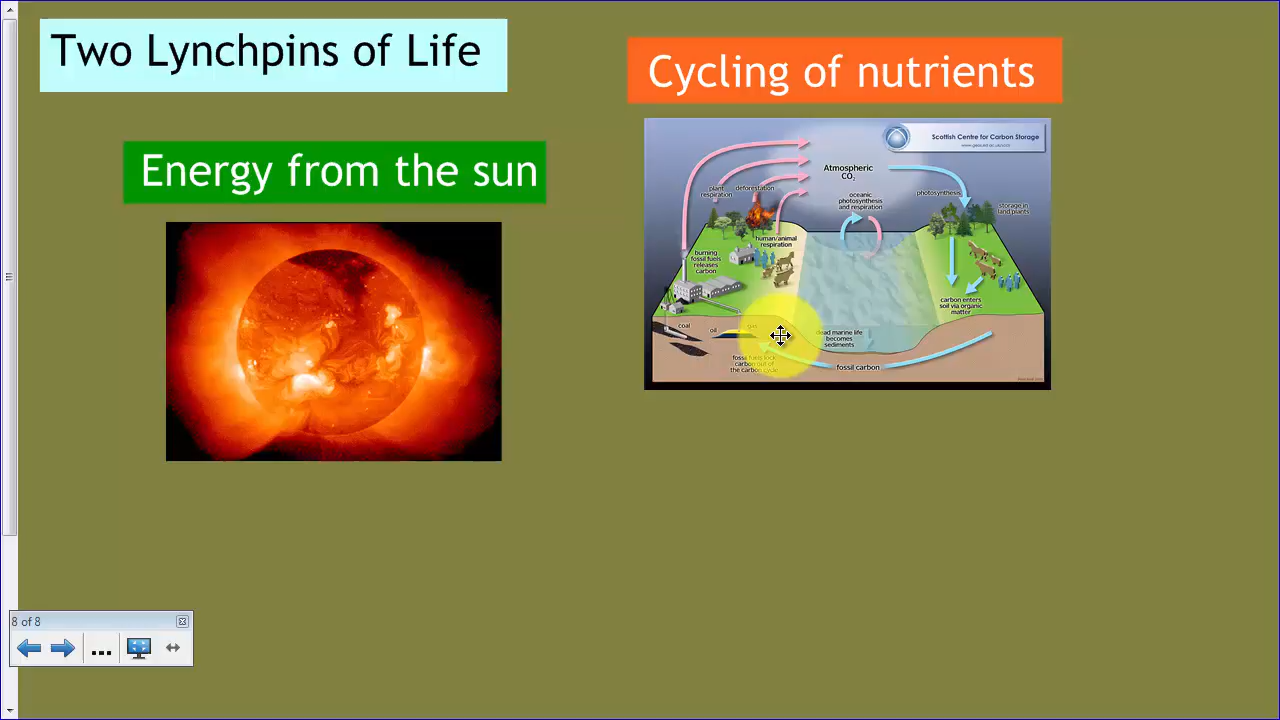 Two Lynchpins of Life
Cycling of nutrients
Energy from the sun
Scottish Centre for Carbon Storage
Atmospheric
CO2
plant
respiration
deforestation
oceanic
photosynthesis
and respiration
photosynthesis
storage in
land plants
human/animal
respiration
burning
fossil fuels
releases
carbon
carbon enters
soil via organic
matter
coal
oil
gas
dead marine life
becomes
sediments
fossil fuels lock
carbon out of
the carbon cycle
fossil carbon
8 of 8